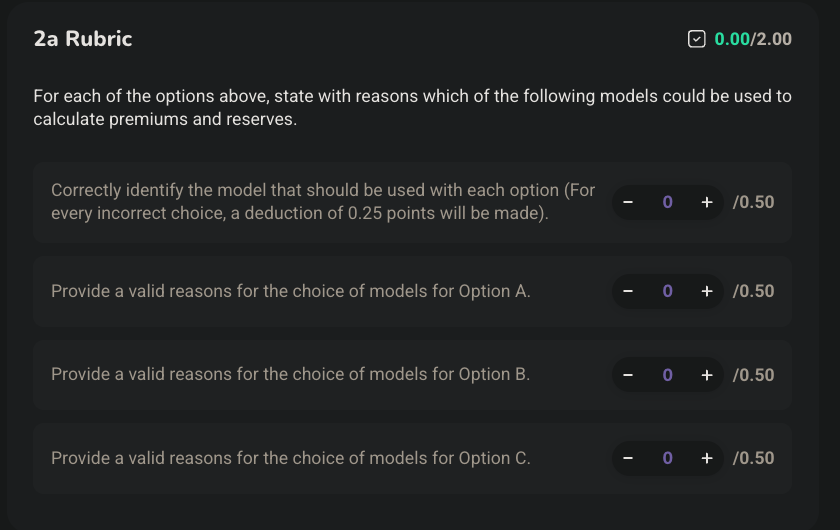 2a Rubric
0.00/2.00
For each of the options above, state with reasons which of the following models could be used to
calculate premiums and reserves.
Correctly identify the model that should be used with each option (For
every incorrect choice, a deduction of 0.25 points will be made).
− 0 + /0.50
Provide a valid reasons for the choice of models for Option A.
− 0 + /0.50
Provide a valid reasons for the choice of models for Option B.
− 0 + /0.50
Provide a valid reasons for the choice of models for Option C.
− 0 + /0.50